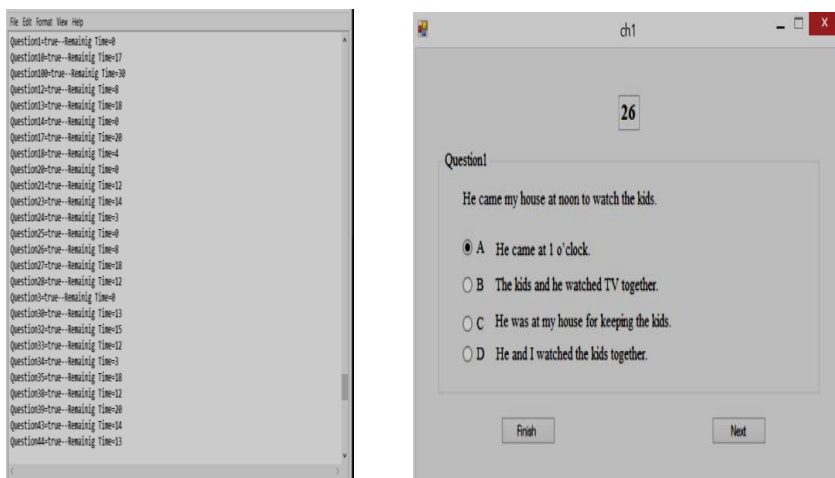 File Edit Format View Help
Question1=true--Remainig Time=0
Question10=true--Remainig Time=17
Question100=true--Remainig Time=30
Question12=true--Remainig Time=8
Question13=true--Remainig Time=18
Question14=true--Remainig Time=0
Question17=true--Remainig Time=20
Question18=true--Remainig Time=4
Question20=true--Remainig Time=0
Question21=true--Remainig Time=12
Question23=true--Remainig Time=14
Question24=true--Remainig Time=3
Question25=true--Remainig Time=0
Question26=true--Remainig Time=8
Question27=true--Remainig Time=18
Question28=true--Remainig Time=12
Question3=true--Remainig Time=0
Question30=true--Remainig Time=13
Question32=true--Remainig Time=15
Question33=true--Remainig Time=12
Question34=true--Remainig Time=3
Question35=true--Remainig Time=18
Question38=true--Remainig Time=12
Question39=true--Remainig Time=20
Question43=true--Remainig Time=14
Question44=true--Remainig Time=13
ch1
26
Question1
He came my house at noon to watch the kids.
A He came at 1 o'clock.
B The kids and he watched TV together.
C He was at my house for keeping the kids.
D He and I watched the kids together.
Finish Next